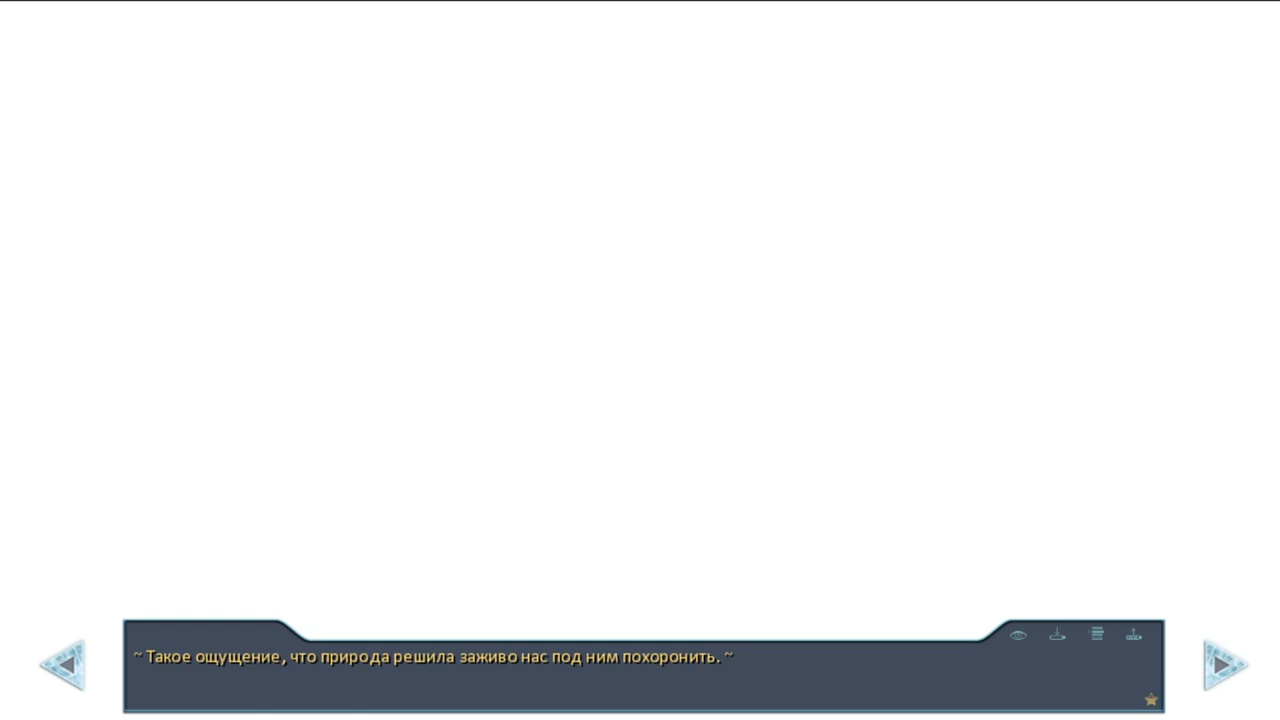 ~ Такое ощущение, что природа решила заживо нас под ним похоронить. ~